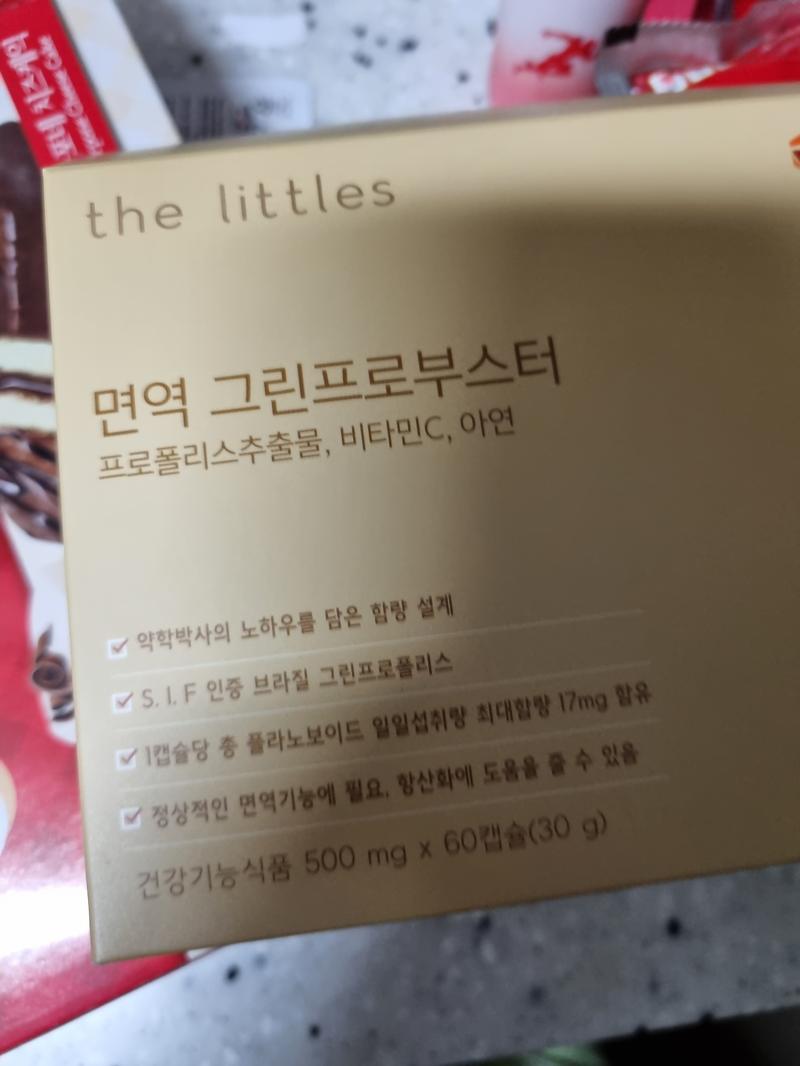 the littles
면역 그린프로부스터
프로폴리스추출물, 비타민C, 아연
약학박사의 노하우를 담은 함량 설계
S. I. F 인증 브라질 그린프로폴리스
1캡슐당 총 플라노보이드 일일섭취량 최대함량 17mg 함유
정상적인 면역기능에 필요, 항산화에 도움을 줄 수 있음
건강기능식품 500 mg x 60캡슐(30 g)